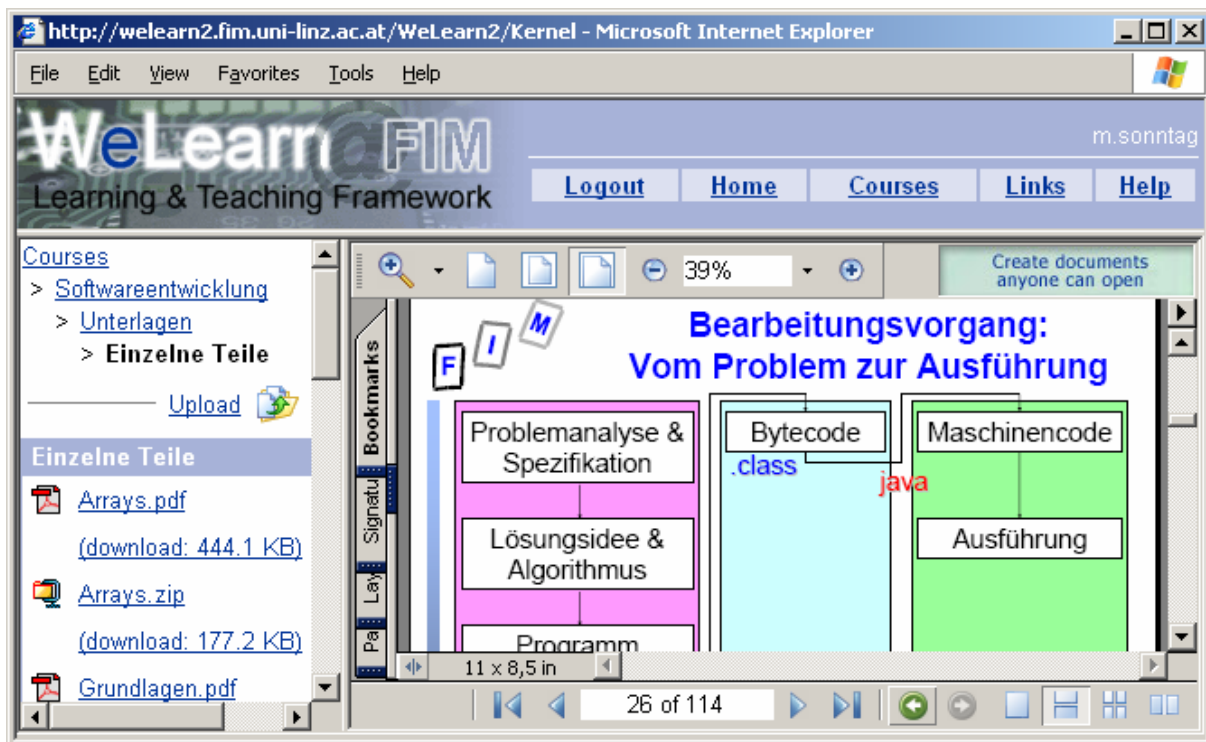 http://welearn2.fim.uni-linz.ac.at/WeLearn2/Kernel - Microsoft Internet Explorer
File Edit View Favorites Tools Help
WeLearn@FIM
Learning & Teaching Framework
m.sonntag
Logout Home Courses Links Help
Courses
> Softwareentwicklung
> Unterlagen
> Einzelne Teile
Upload
Einzelne Teile
Arrays.pdf
(download: 444.1 KB)
Arrays.zip
(download: 177.2 KB)
Grundlagen.pdf
39%
Create documents
anyone can open
Bookmarks
Signatu
Lay
Pa
F I M
Bearbeitungsvorgang:
Vom Problem zur Ausführung
Problemanalyse &
Spezifikation
Lösungsidee &
Algorithmus
Programm
Bytecode
.class
java
Maschinencode
Ausführung
11 x 8,5 in
26 of 114